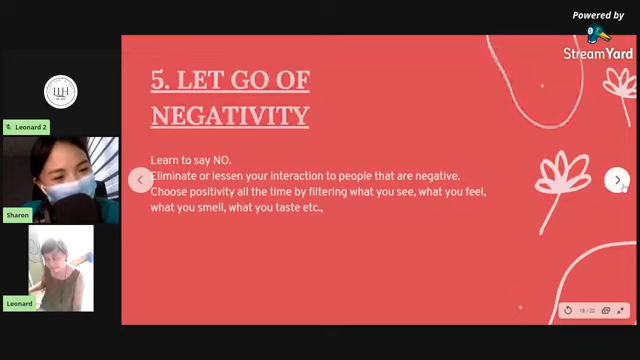 Powered by
StreamYard
5. LET GO OF
NEGATIVITY
Learn to say NO.
Eliminate or lessen your interaction to people that are negative.
Choose positivity all the time by filtering what you see, what you feel,
what you smell, what you taste etc.,
Leonard 2
Sharon
Leonard
18 / 22